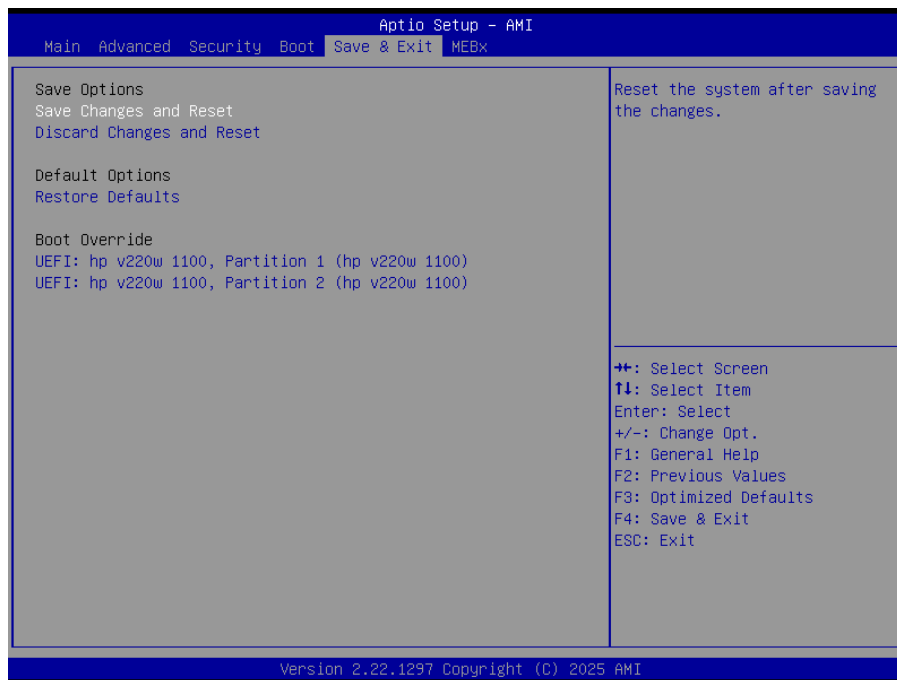 Aptio Setup – AMI
Main Advanced Security Boot Save & Exit MEBx
Save Options
Save Changes and Reset
Discard Changes and Reset
Default Options
Restore Defaults
Boot Override
UEFI: hp v220w 1100, Partition 1 (hp v220w 1100)
UEFI: hp v220w 1100, Partition 2 (hp v220w 1100)
Reset the system after saving
the changes.
→←: Select Screen
↑↓: Select Item
Enter: Select
+/-: Change Opt.
F1: General Help
F2: Previous Values
F3: Optimized Defaults
F4: Save & Exit
ESC: Exit
Version 2.22.1297 Copyright (C) 2025 AMI